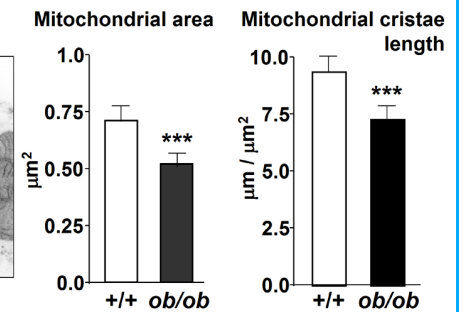 Mitochondrial area
1.0
0.75
0.50
0.25
0.0
μm²
***
+/+ ob/ob
Mitochondrial cristae
length
10.0
7.5
5.0
2.5
0.0
μm / μm²
***
+/+ ob/ob